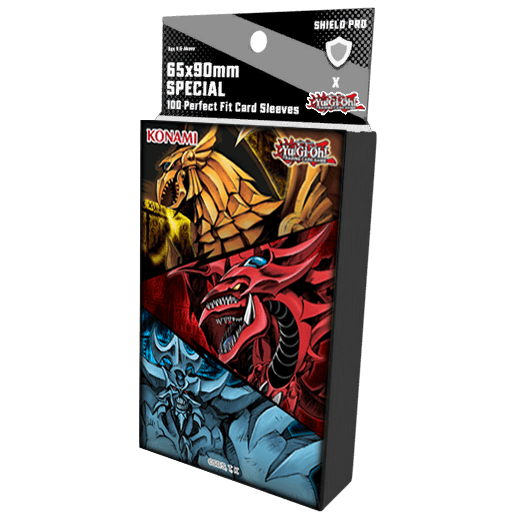 SHIELD PRO
65x90mm
SPECIAL
X
100 Perfect Fit Card Sleeves
Yu-Gi-Oh!
KONAMI
Yu-Gi-Oh!
TRADING CARD GAME